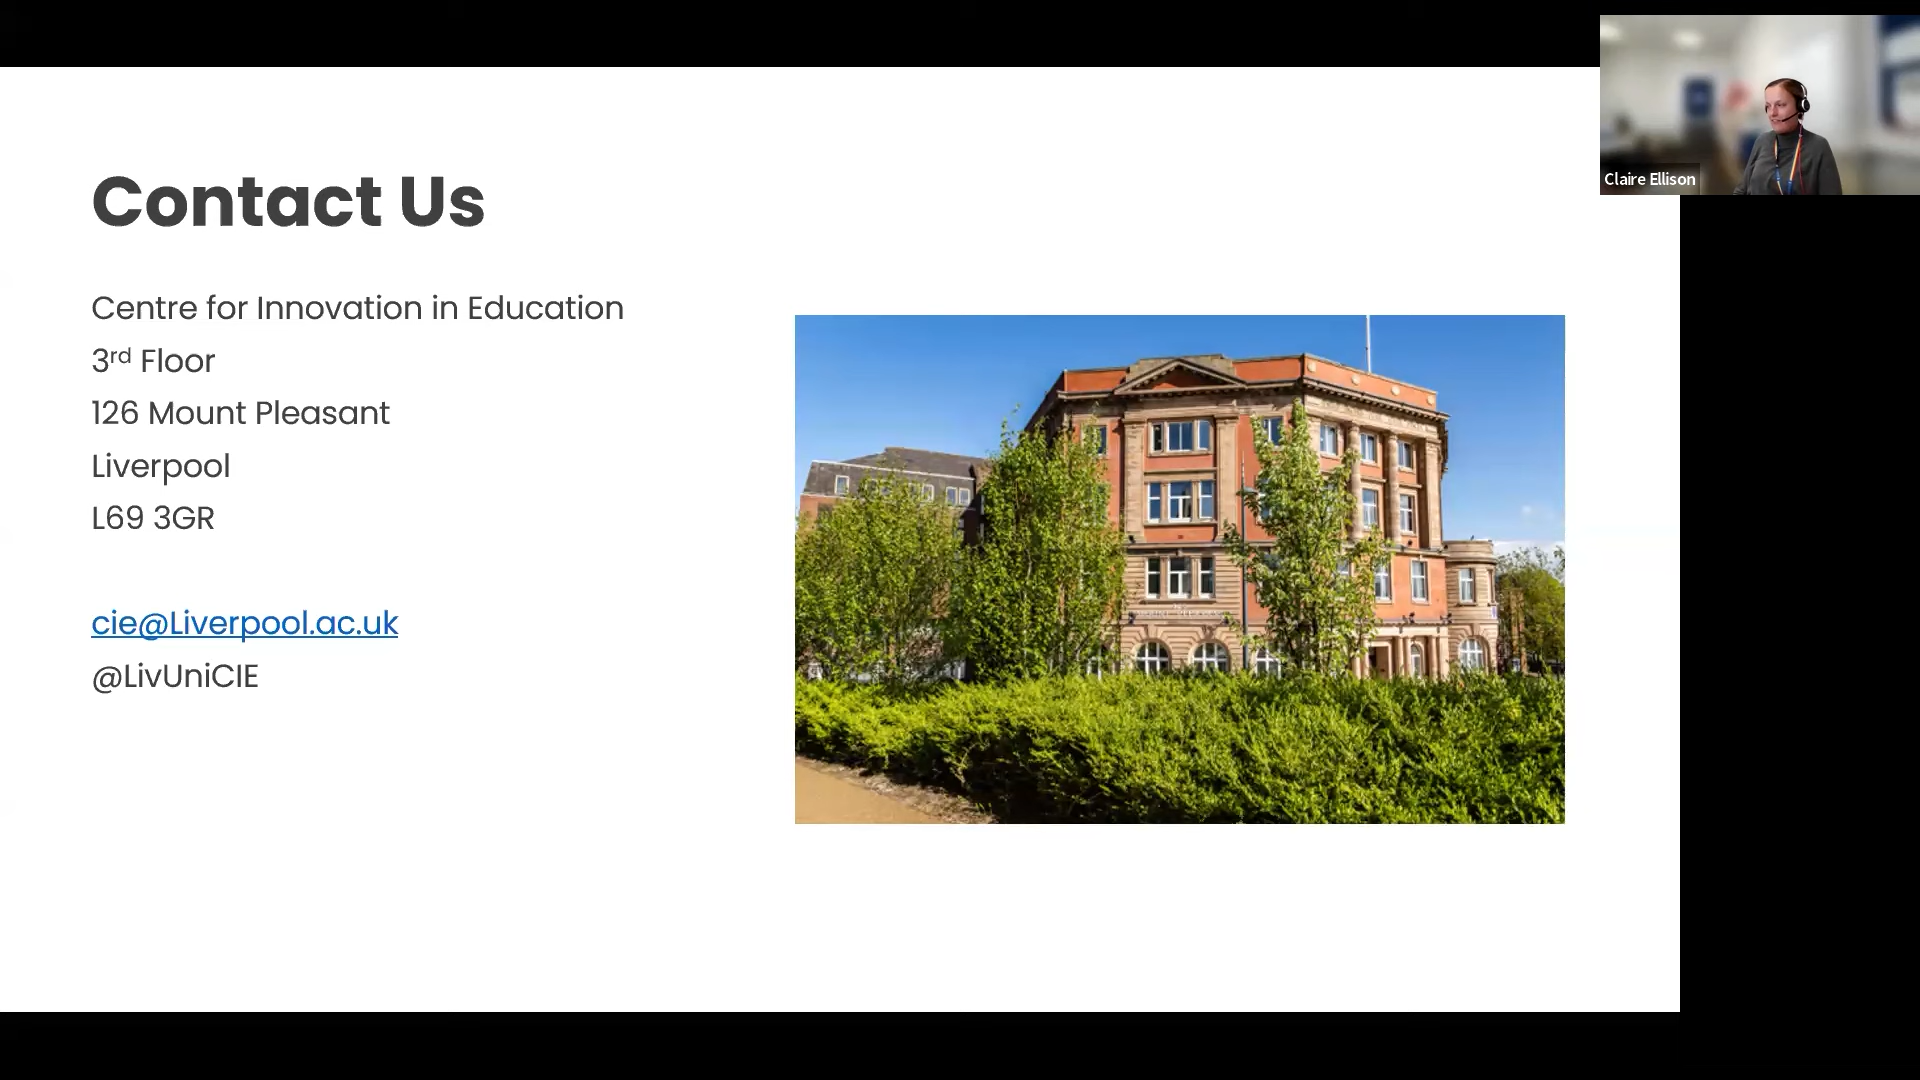 Contact Us
Centre for Innovation in Education
3rd Floor
126 Mount Pleasant
Liverpool
L69 3GR
cie@Liverpool.ac.uk
@LivUniCIE
Claire Ellison